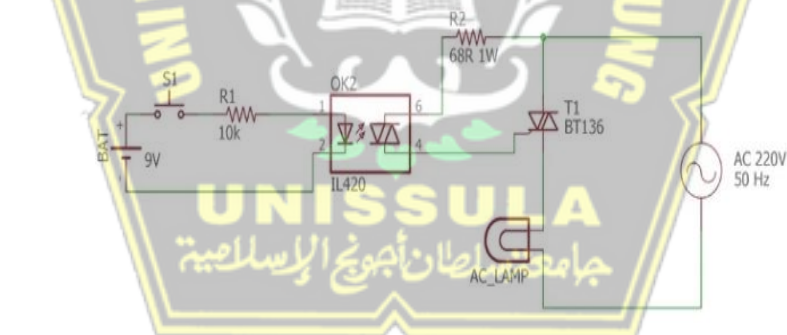 R2
68R 1W
S1
R1
10k
OK2
1
6
2
4
IL420
BAT
+
9V
T1
BT136
AC 220V
50 Hz
AC_LAMP
UNG
UNISSULA
جامعة سلطان أجونج الإسلامية